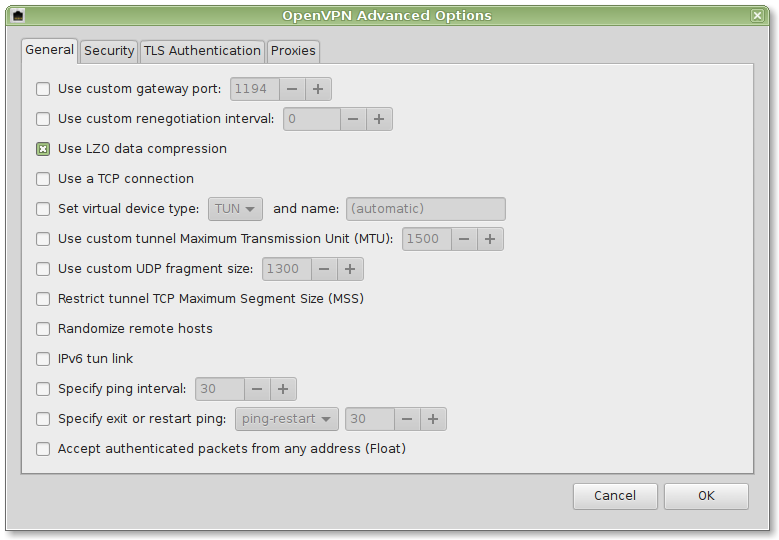 OpenVPN Advanced Options
General Security TLS Authentication Proxies
Use custom gateway port: 1194
Use custom renegotiation interval: 0
Use LZO data compression
Use a TCP connection
Set virtual device type: TUN and name: (automatic)
Use custom tunnel Maximum Transmission Unit (MTU): 1500
Use custom UDP fragment size: 1300
Restrict tunnel TCP Maximum Segment Size (MSS)
Randomize remote hosts
IPv6 tun link
Specify ping interval: 30
Specify exit or restart ping: ping-restart 30
Accept authenticated packets from any address (Float)
Cancel OK